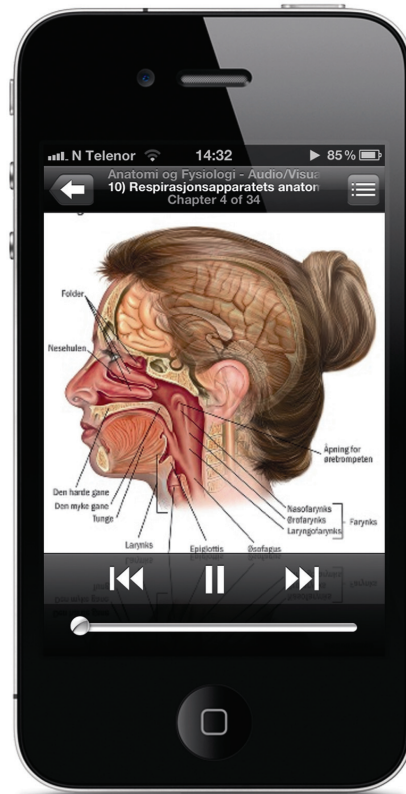 N Telenor 14:32 85%
Anatomi og Fysiologi - Audio/Visua
10) Respirasjonsapparatets anaton
Chapter 4 of 34
Folder
Nesehulen
Åpning for
øretrompeten
Den harde gane
Den myke gane
Tunge
Nasofarynks
Ørofarynks
Laryngofarynks
Farynks
Larynks
Epiglottis
Øsofagus